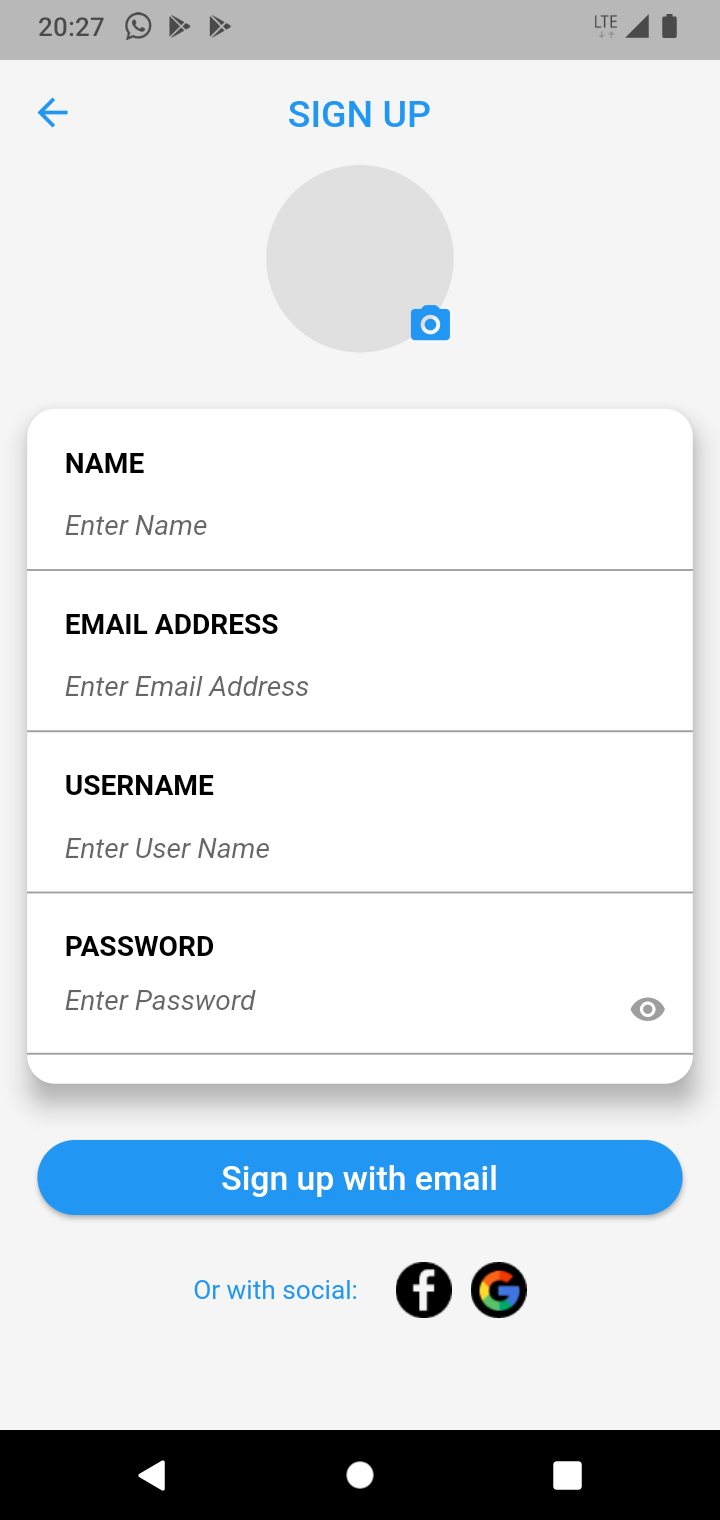 20:27
LTE
SIGN UP
NAME
Enter Name
EMAIL ADDRESS
Enter Email Address
USERNAME
Enter User Name
PASSWORD
Enter Password
Sign up with email
Or with social: